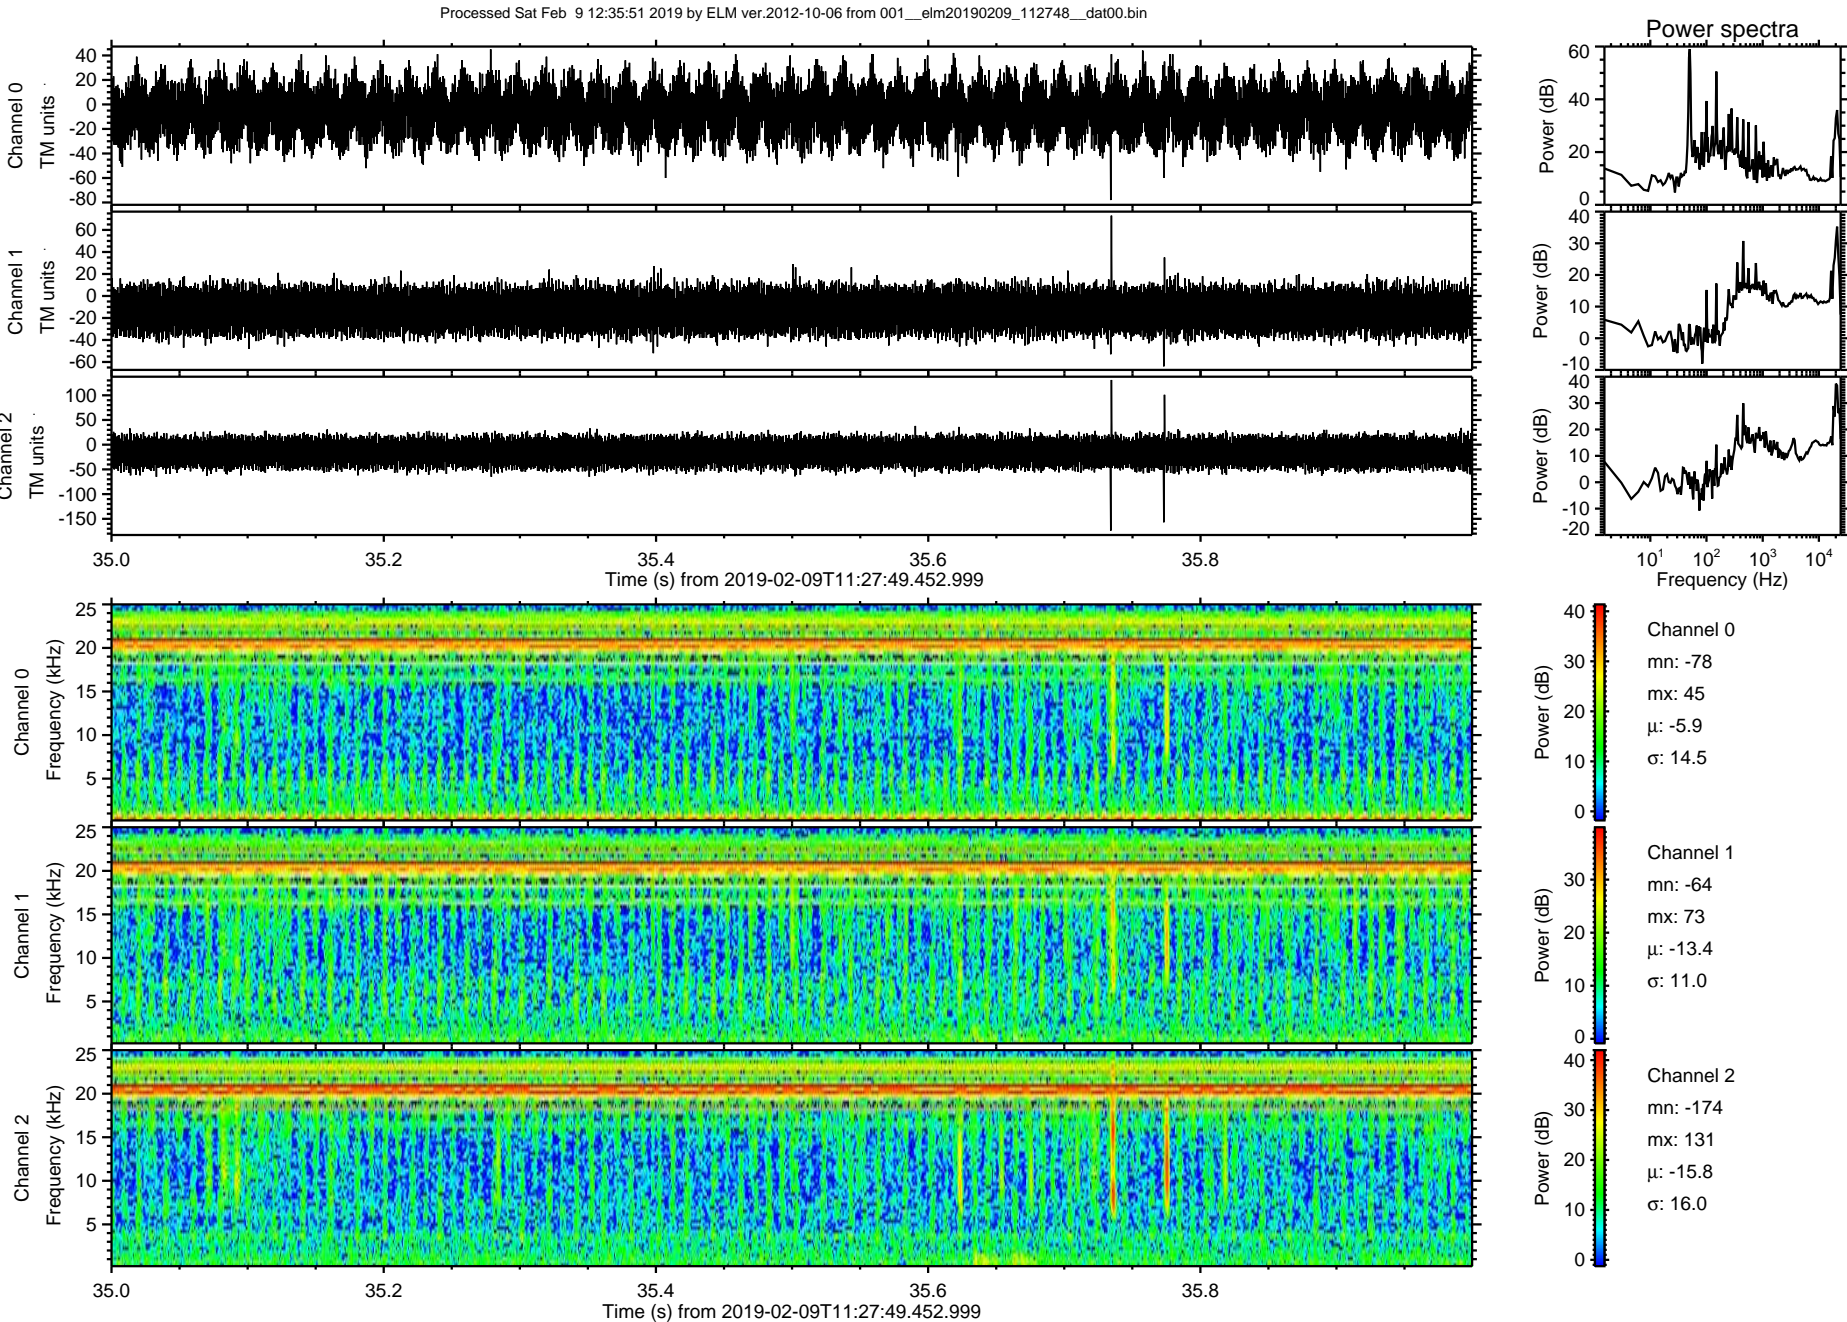 Processed Sat Feb 9 12:35:51 2019 by ELM ver.2012-10-06 from 001__elm20190209_112748__dat00.bin
Power spectra
Channel 0
TM units
40
20
0
-20
-40
-60
-80
Power (dB)
60
40
20
0
Channel 1
TM units
60
40
20
0
-20
-40
-60
Power (dB)
40
30
20
10
0
-10
Channel 2
TM units
100
50
0
-50
-100
-150
Power (dB)
40
30
20
10
0
-10
-20
35.0 35.2 35.4 35.6 35.8
Time (s) from 2019-02-09T11:27:49.452.999
10¹ 10² 10³ 10⁴
Frequency (Hz)
Channel 0
Frequency (kHz)
25
20
15
10
5
Power (dB)
40
30
20
10
0
Channel 0
mn: -78
mx: 45
μ: -5.9
σ: 14.5
Channel 1
Frequency (kHz)
25
20
15
10
5
Power (dB)
30
20
10
0
Channel 1
mn: -64
mx: 73
μ: -13.4
σ: 11.0
Channel 2
Frequency (kHz)
25
20
15
10
5
Power (dB)
40
30
20
10
0
Channel 2
mn: -174
mx: 131
μ: -15.8
σ: 16.0
35.0 35.2 35.4 35.6 35.8
Time (s) from 2019-02-09T11:27:49.452.999